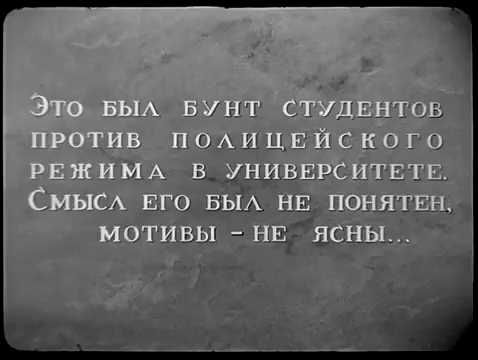 Это был бунт студентов
против полицейского
режима в университете.
Смысл его был не понятен,
мотивы – не ясны...